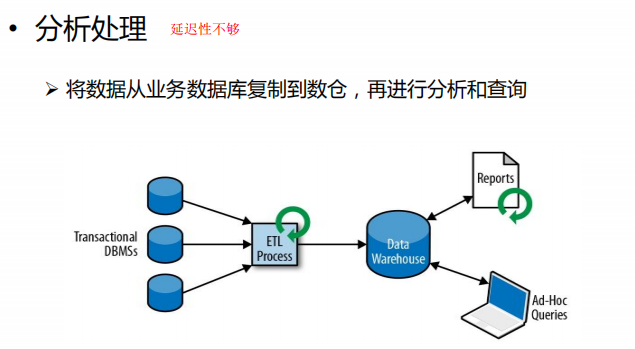 • 分析处理 延迟性不够
➢ 将数据从业务数据库复制到数仓，再进行分析和查询
Reports
Transactional
DBMSs
ETL
Process
Data
Warehouse
Ad-Hoc
Queries